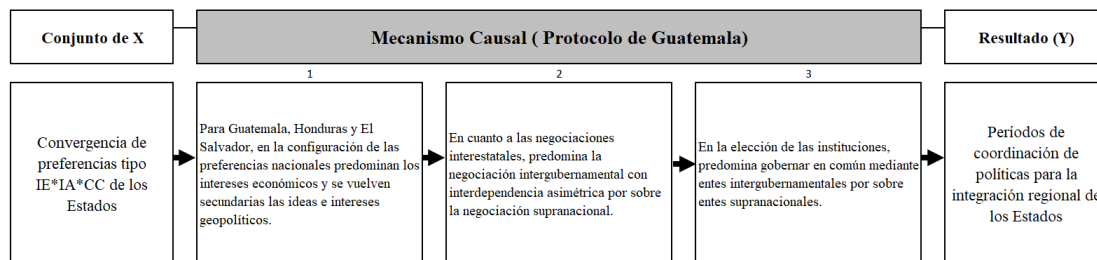 Conjunto de X
Mecanismo Causal ( Protocolo de Guatemala)
Resultado (Y)
1
2
3
Convergencia de
preferencias tipo
IE*IA*CC de los
Estados
Para Guatemala, Honduras y El
Salvador, en la configuración de las
preferencias nacionales predominan los
intereses económicos y se vuelven
secundarias las ideas e intereses
geopolíticos.
En cuanto a las negociaciones
interestatales, predomina la
negociación intergubernamental con
interdependencia asimétrica por sobre
la negociación supranacional.
En la elección de las instituciones,
predomina gobernar en común mediante
entes intergubernamentales por sobre
entes supranacionales.
Períodos de
coordinación de
políticas para la
integración regional de
los Estados